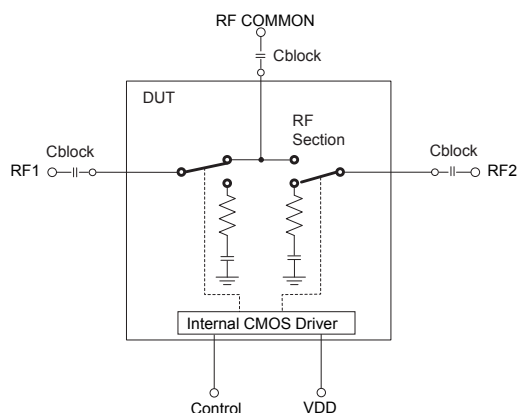 RF COMMON
Cblock
DUT
RF
Section
Cblock
RF1
Cblock
RF2
Internal CMOS Driver
Control
VDD